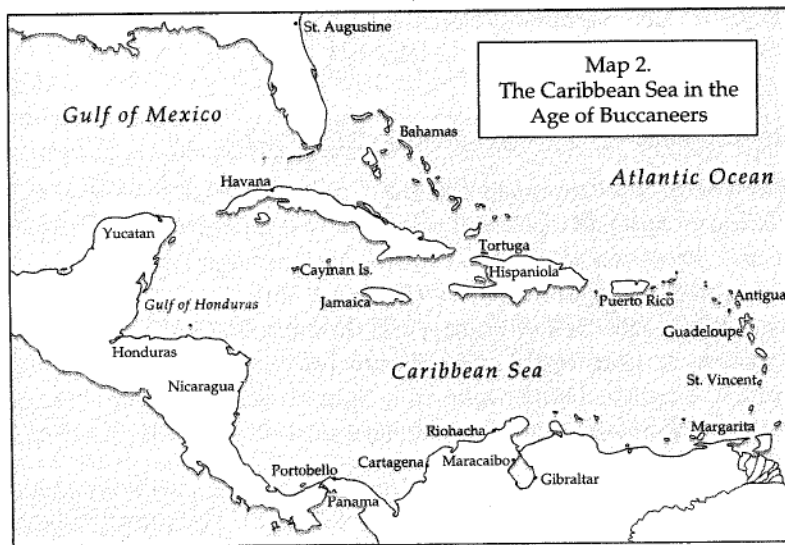 St. Augustine
Map 2.
The Caribbean Sea in the
Age of Buccaneers
Gulf of Mexico
Bahamas
Atlantic Ocean
Havana
Yucatan
Tortuga
Cayman Is.
Hispaniola
Gulf of Honduras
Jamaica
Puerto Rico
Antigua
Guadeloupe
Honduras
Caribbean Sea
St. Vincent
Nicaragua
Riohacha
Margarita
Portobello
Cartagena
Maracaibo
Gibraltar
Panama